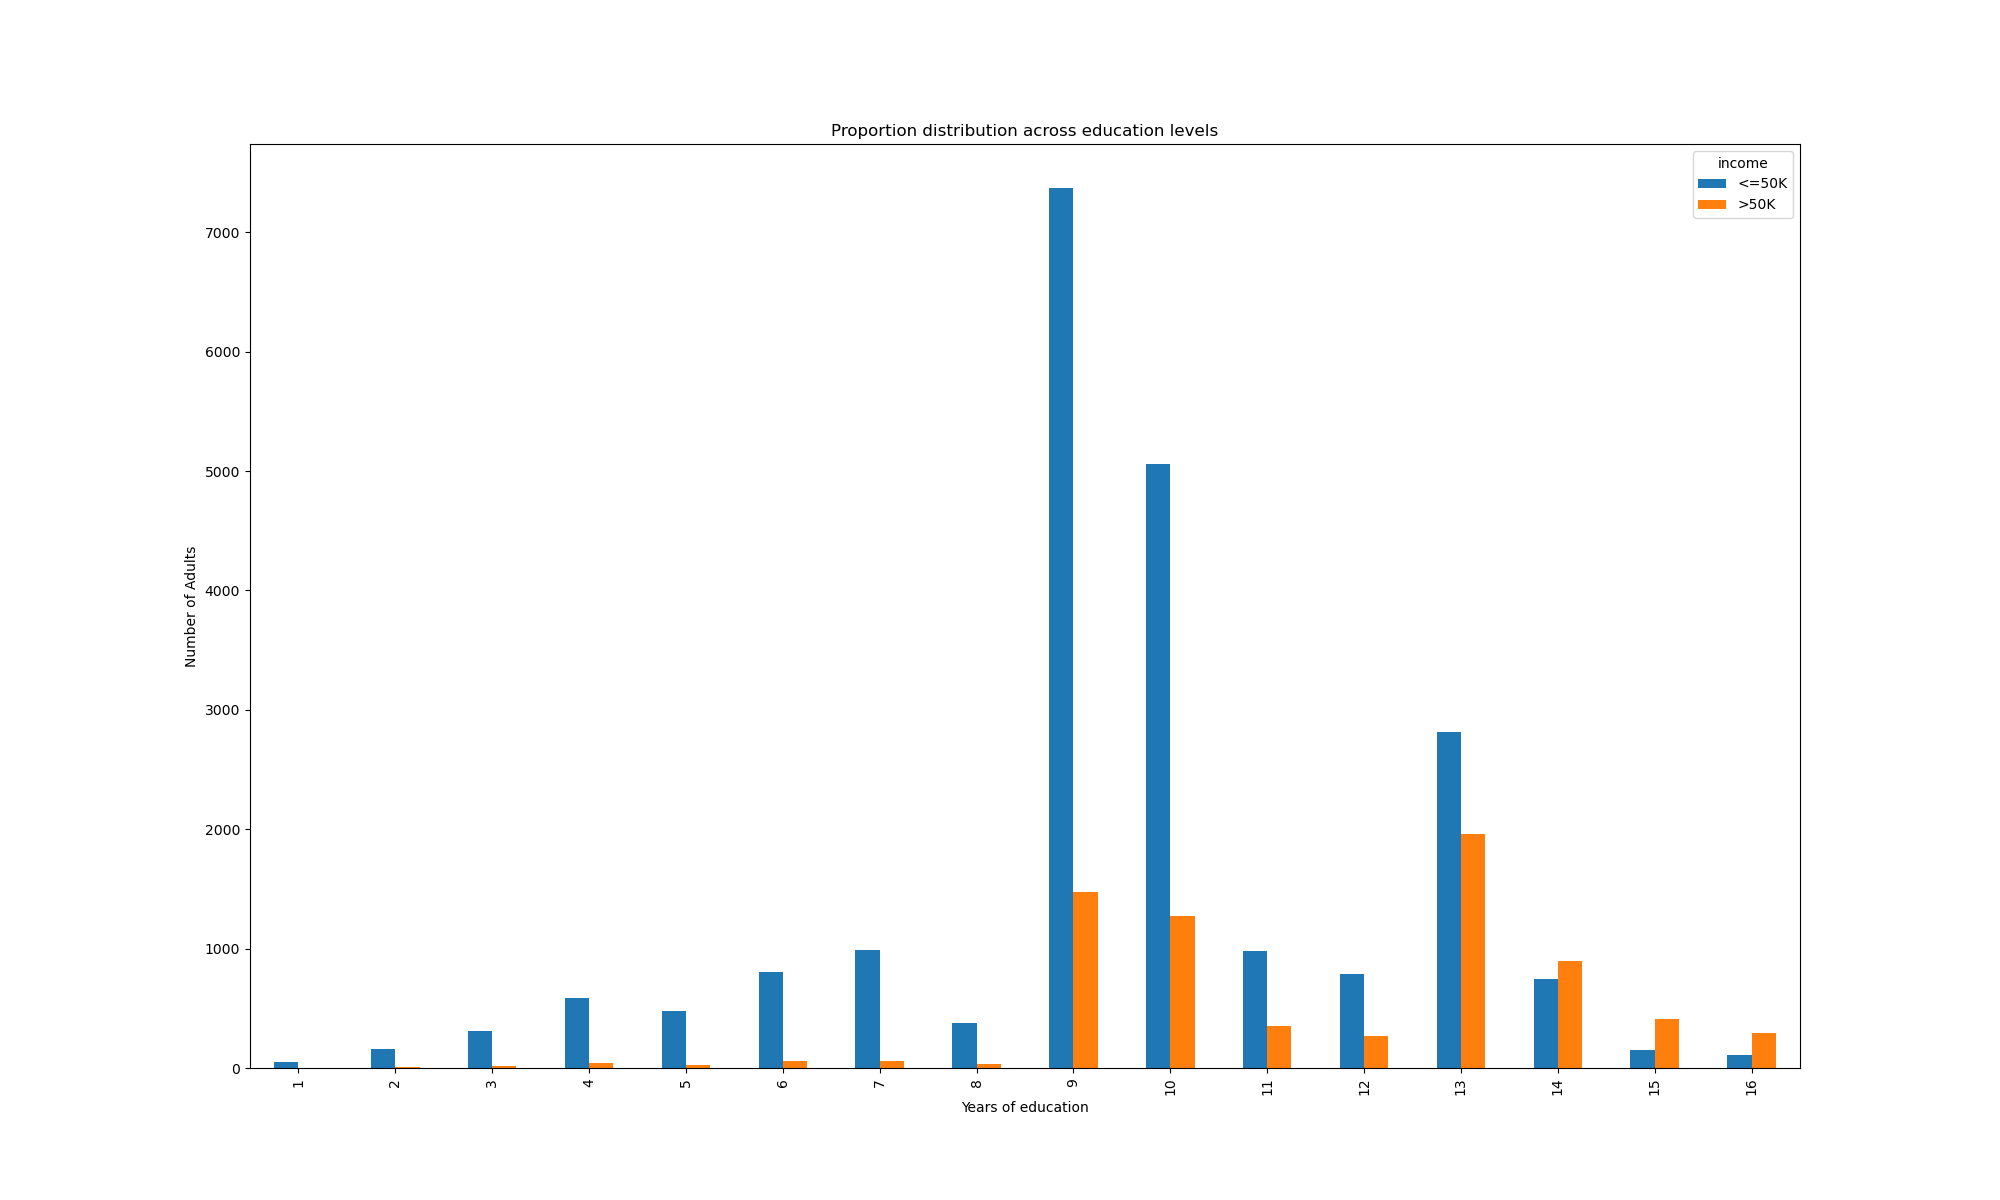 Proportion distribution across education levels
income
<=50K
>50K
7000
6000
5000
4000
3000
2000
1000
0
Number of Adults
1 2 3 4 5 6 7 8 9 10 11 12 13 14 15 16
Years of education